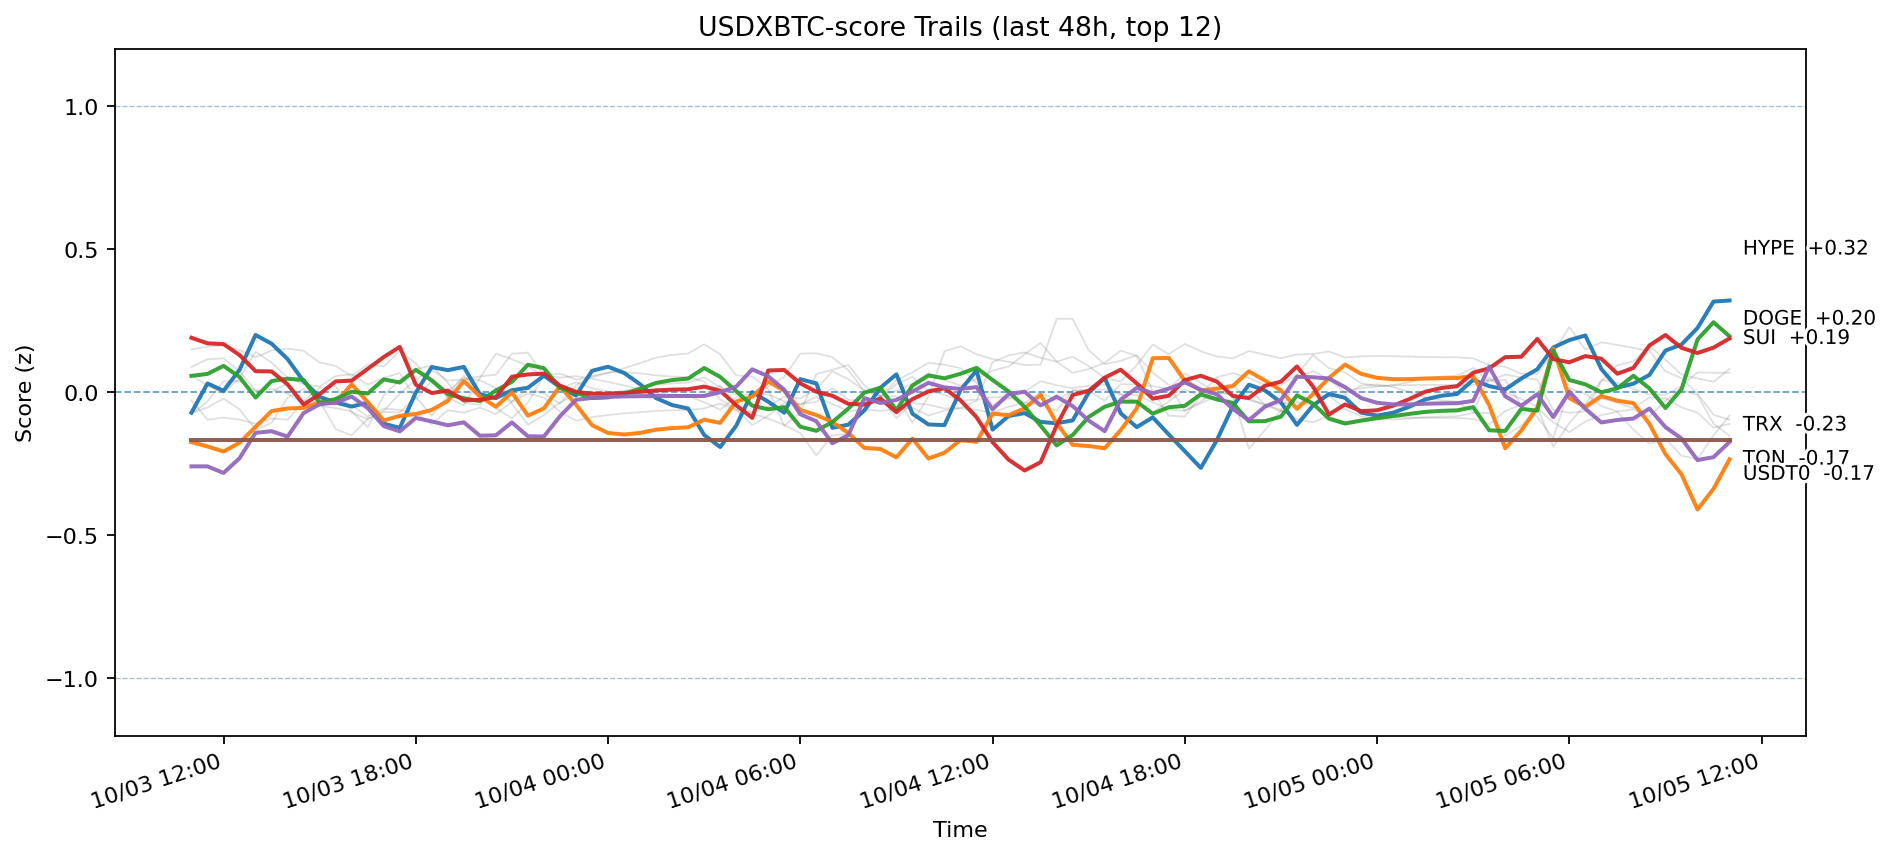 USDXBTC-score Trails (last 48h, top 12)
Score (z)
1.0
0.5
0.0
−0.5
−1.0
HYPE +0.32
DOGE +0.20
SUI +0.19
TRX -0.23
TON -0.17
USDT0 -0.17
10/03 12:00
10/03 18:00
10/04 00:00
10/04 06:00
10/04 12:00
10/04 18:00
10/05 00:00
10/05 06:00
10/05 12:00
Time